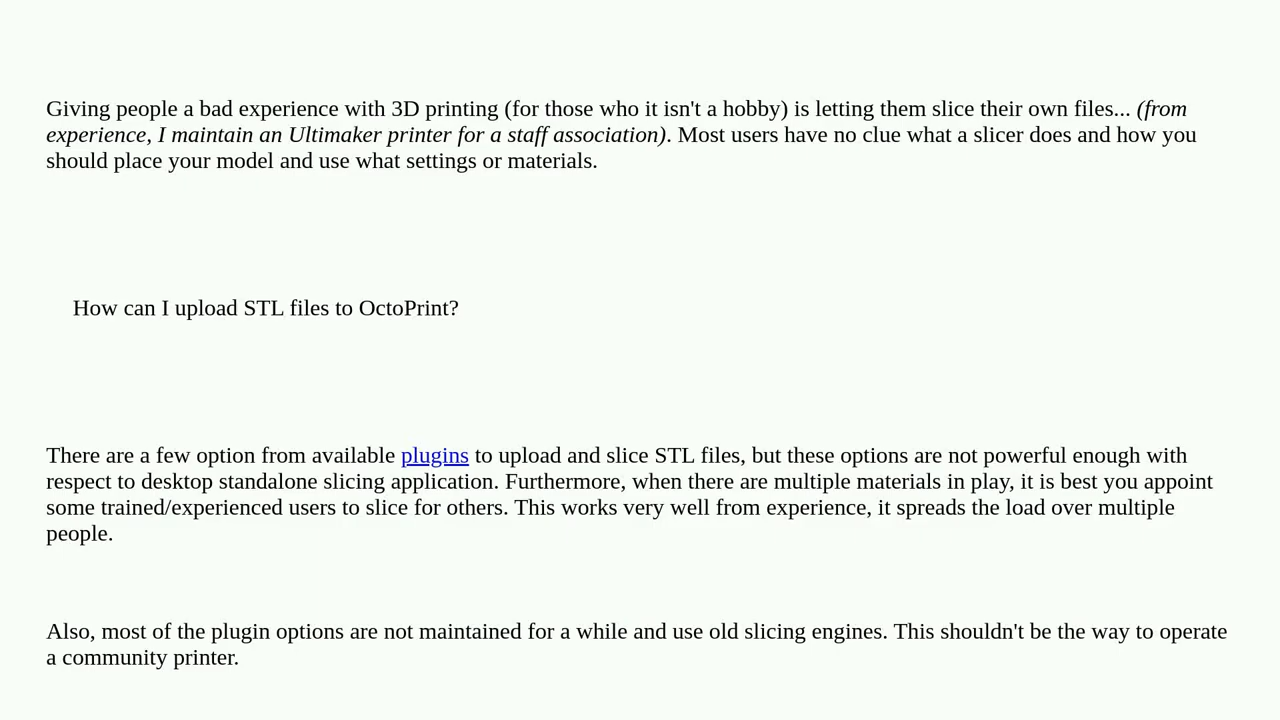 Giving people a bad experience with 3D printing (for those who it isn't a hobby) is letting them slice their own files... (from
experience, I maintain an Ultimaker printer for a staff association). Most users have no clue what a slicer does and how you
should place your model and use what settings or materials.
How can I upload STL files to OctoPrint?
There are a few option from available plugins to upload and slice STL files, but these options are not powerful enough with
respect to desktop standalone slicing application. Furthermore, when there are multiple materials in play, it is best you appoint
some trained/experienced users to slice for others. This works very well from experience, it spreads the load over multiple
people.
Also, most of the plugin options are not maintained for a while and use old slicing engines. This shouldn't be the way to operate
a community printer.